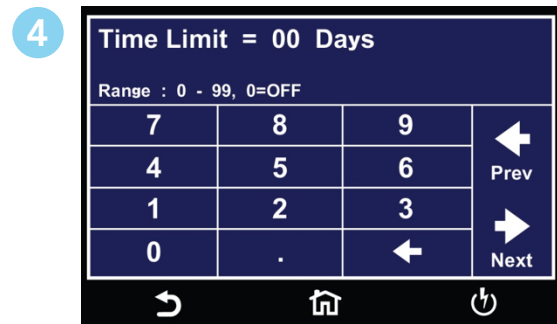 4
Time Limit = 00 Days
Range : 0 - 99, 0=OFF
7 8 9
4 5 6
Prev
1 2 3
0 .
Next